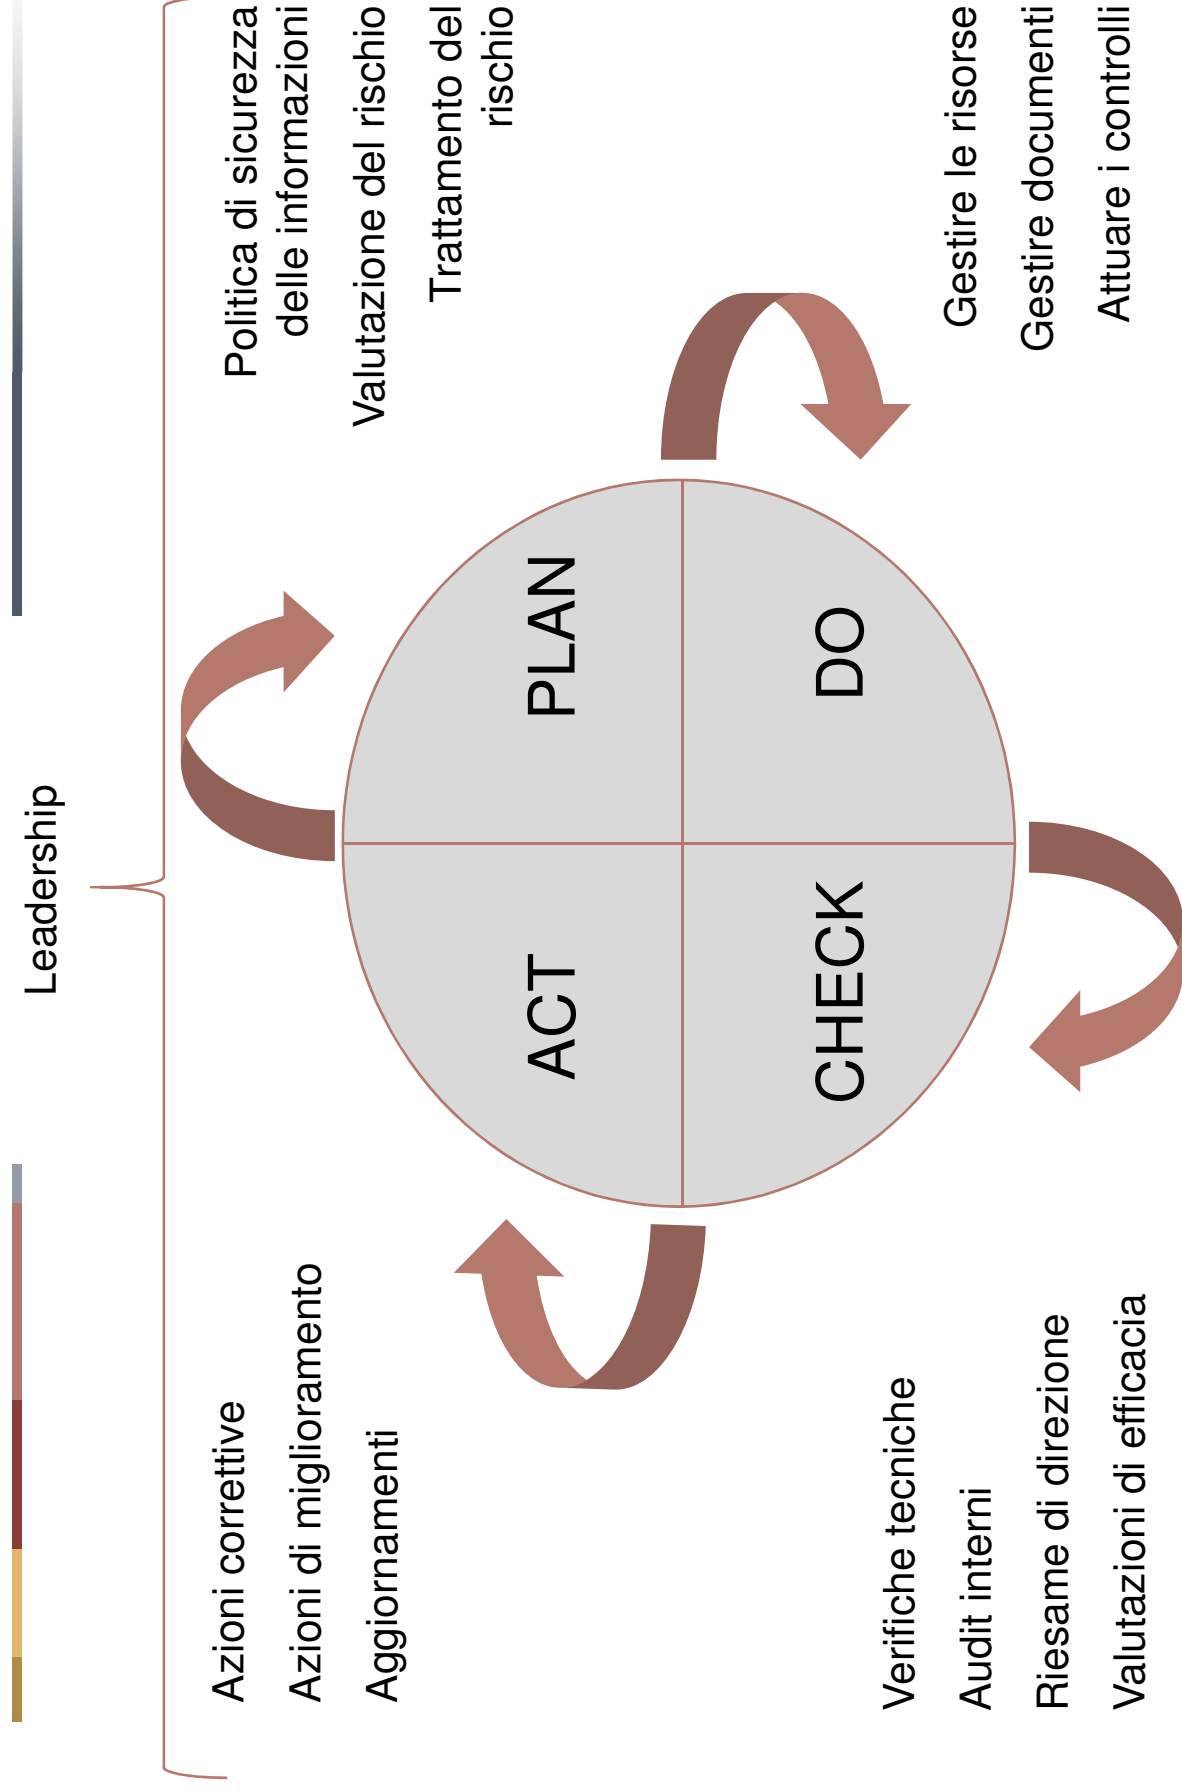 Leadership
Azioni correttive
Azioni di miglioramento
Aggiornamenti
Politica di sicurezza
delle informazioni
Valutazione del rischio
Trattamento del
rischio
ACT
PLAN
CHECK
DO
Verifiche tecniche
Audit interni
Riesame di direzione
Valutazioni di efficacia
Gestire le risorse
Gestire documenti
Attuare i controlli